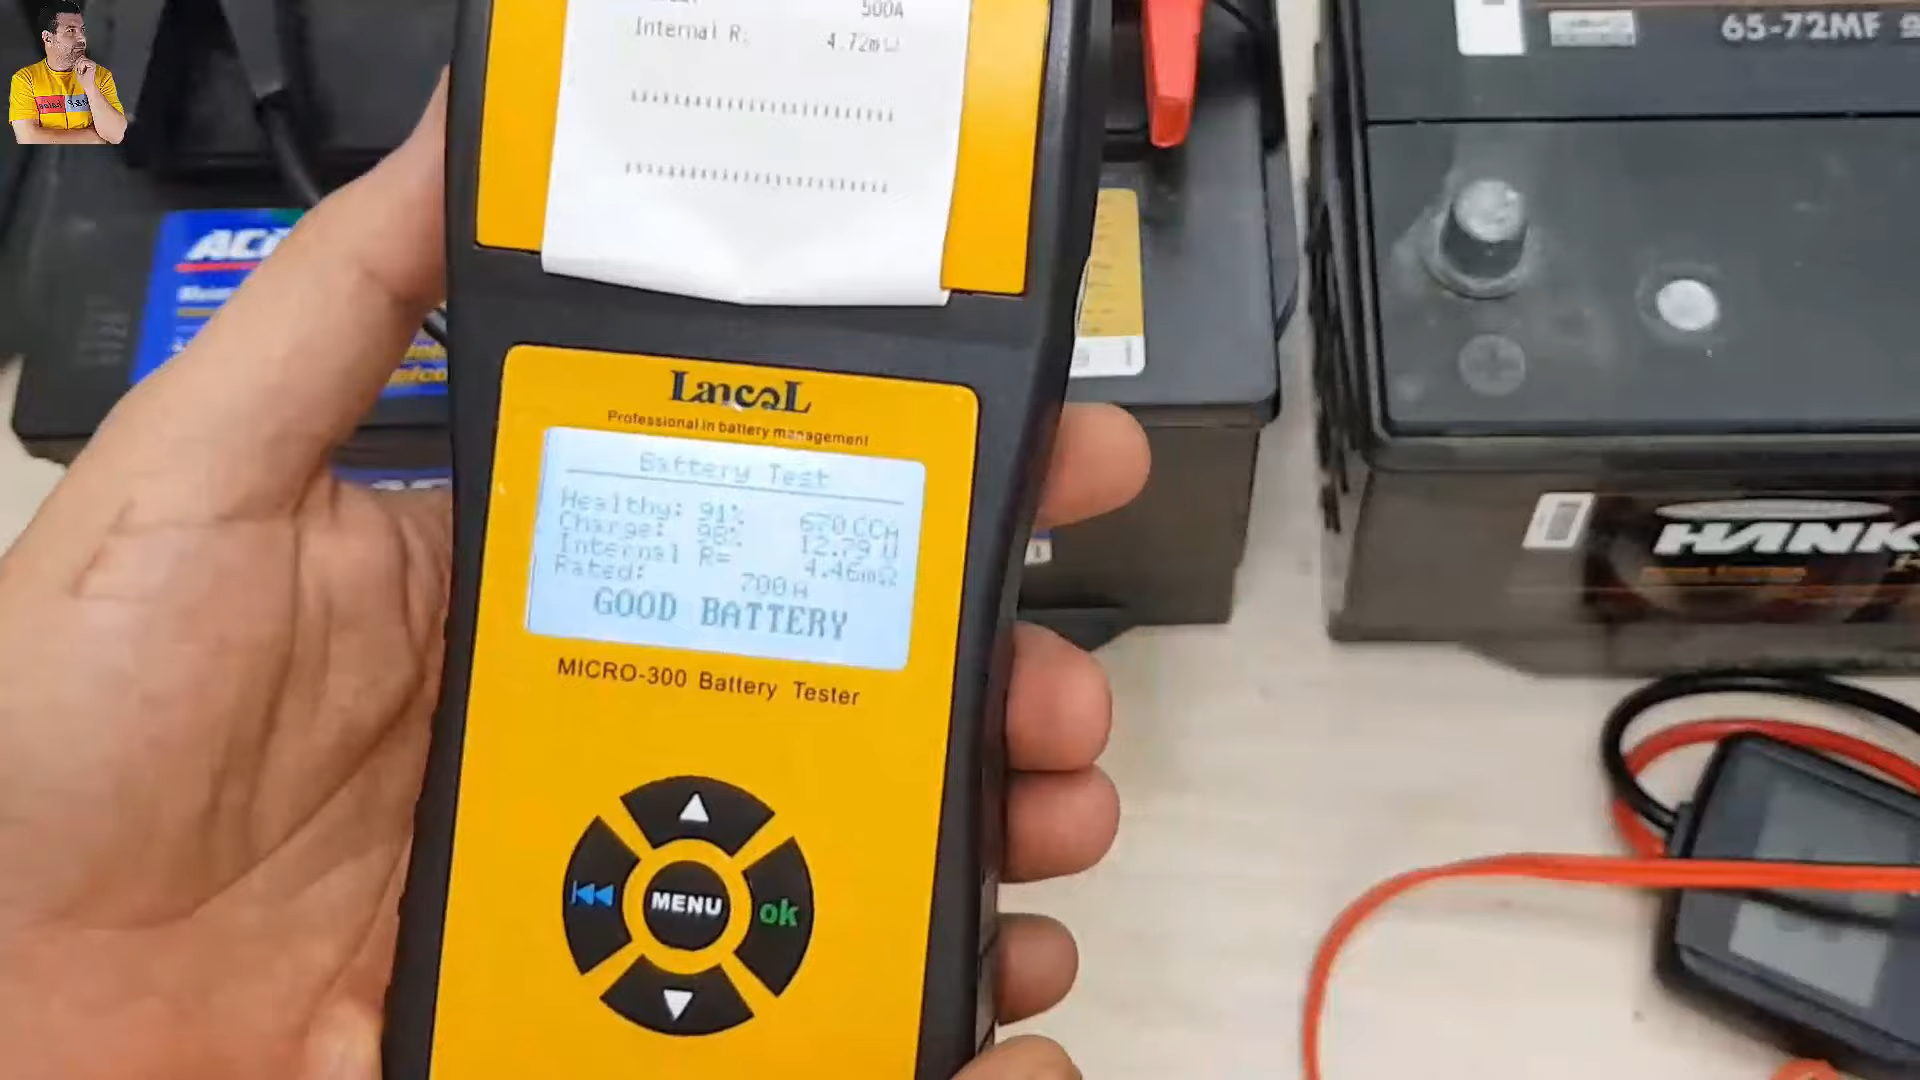 500A
Internal R: 4.72mΩ
65-72MF
LancoL
Professional in battery management
Battery Test
Healthy: 91% 670CCA
Charge: 98% 12.79 U
Internal R= 4.46mΩ
Rated: 700A
GOOD BATTERY
MICRO-300 Battery Tester
MENU
ok
HANK